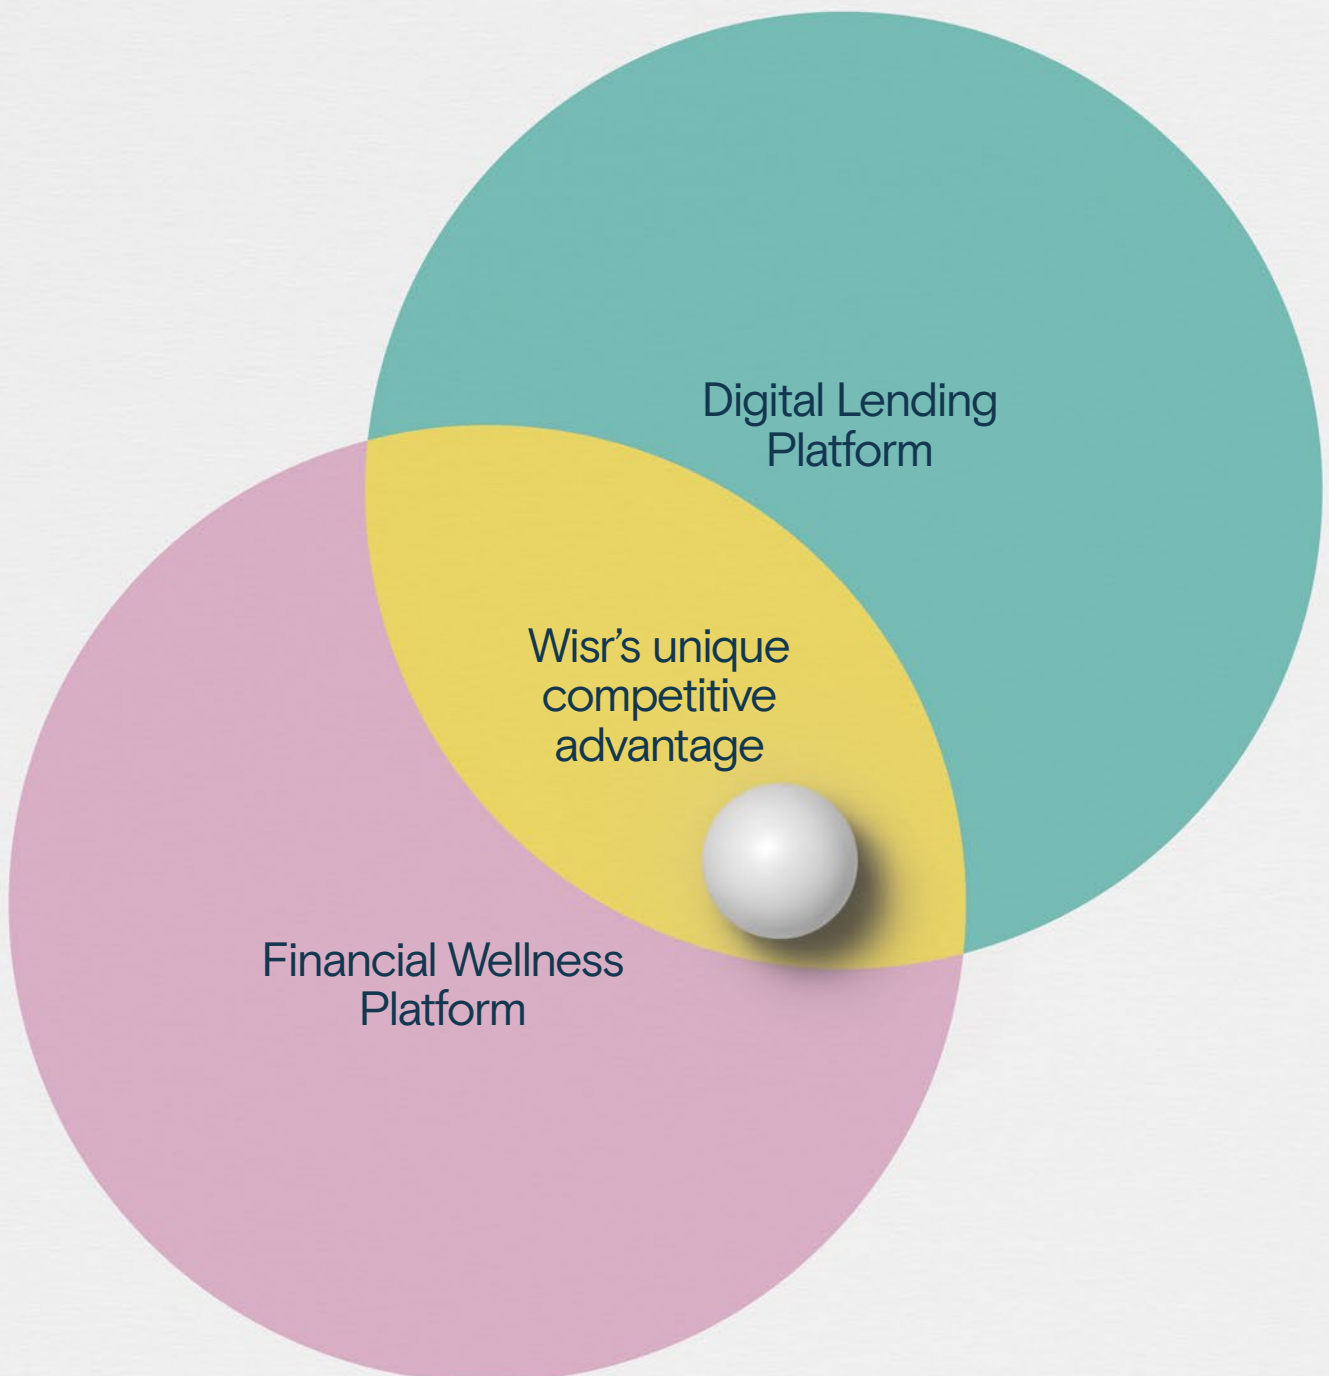 Digital Lending
Platform
Wisr’s unique
competitive
advantage
Financial Wellness
Platform